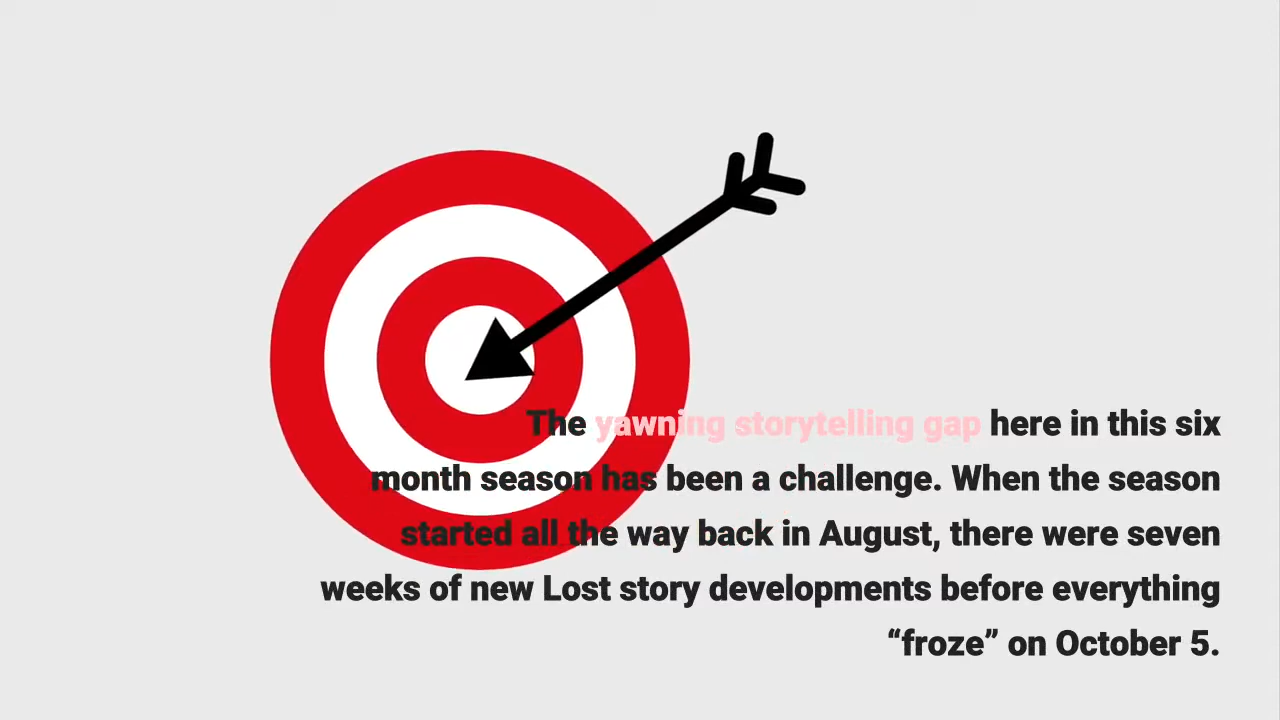 The yawning storytelling gap here in this six
month season has been a challenge. When the season
started all the way back in August, there were seven
weeks of new Lost story developments before everything
“froze” on October 5.